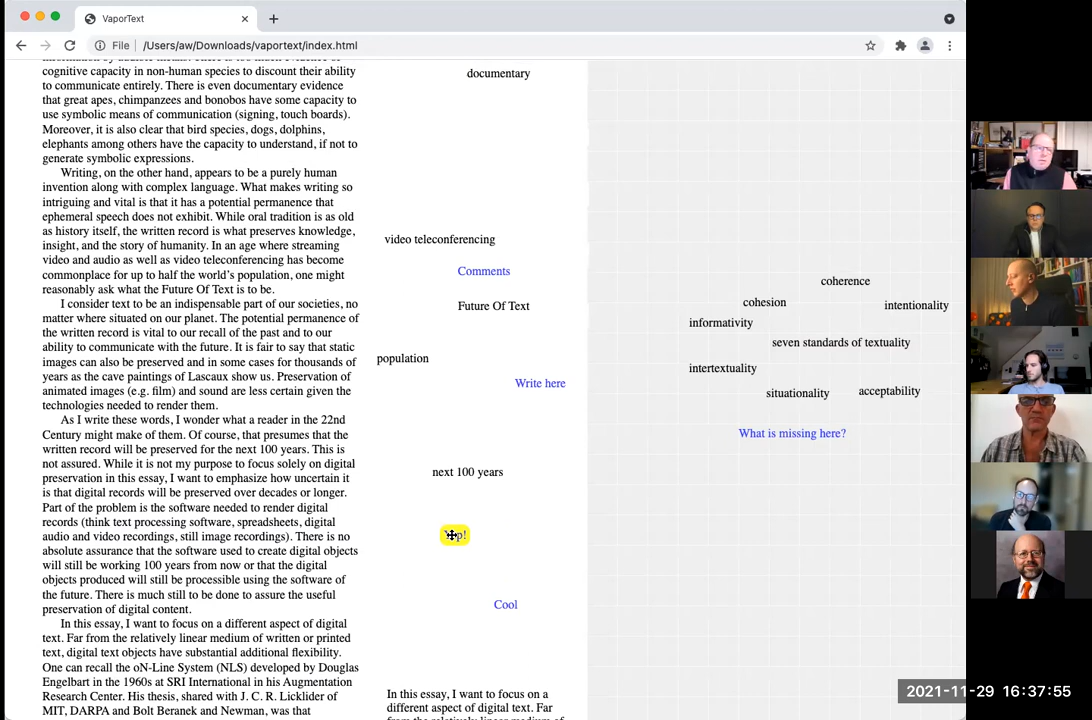 VaporText
File
/Users/aw/Downloads/vaportext/index.html
cognitive capacity in non-human species to discount their ability
to communicate entirely. There is even documentary evidence
that great apes, chimpanzees and bonobos have some capacity to
use symbolic means of communication (signing, touch boards).
Moreover, it is also clear that bird species, dogs, dolphins,
elephants among others have the capacity to understand, if not to
generate symbolic expressions.
Writing, on the other hand, appears to be a purely human
invention along with complex language. What makes writing so
intriguing and vital is that it has a potential permanence that
ephemeral speech does not exhibit. While oral tradition is as old
as history itself, the written record is what preserves knowledge,
insight, and the story of humanity. In an age where streaming
video and audio as well as video teleconferencing has become
commonplace for up to half the world's population, one might
reasonably ask what the Future Of Text is to be.
I consider text to be an indispensable part of our societies, no
matter where situated on our planet. The potential permanence of
the written record is vital to our recall of the past and to our
ability to communicate with the future. It is fair to say that static
images can also be preserved and in some cases for thousands of
years as the cave paintings of Lascaux show us. Preservation of
animated images (e.g. film) and sound are less certain given the
technologies needed to render them.
As I write these words, I wonder what a reader in the 22nd
Century might make of them. Of course, that presumes that the
written record will be preserved for the next 100 years. This is
not assured. While it is not my purpose to focus solely on digital
preservation in this essay, I want to emphasize how uncertain it
is that digital records will be preserved over decades or longer.
Part of the problem is the software needed to render digital
records (think text processing software, spreadsheets, digital
audio and video recordings, still image recordings). There is no
absolute assurance that the software used to create digital objects
will still be working 100 years from now or that the digital
objects produced will still be processible using the software of
the future. There is much still to be done to assure the useful
preservation of digital content.
In this essay, I want to focus on a different aspect of digital
text. Far from the relatively linear medium of written or printed
text, digital text objects have substantial additional flexibility.
One can recall the oN-Line System (NLS) developed by Douglas
Engelbart in the 1960s at SRI International in his Augmentation
Research Center. His thesis, shared with J. C. R. Licklider of
MIT, DARPA and Bolt Beranek and Newman, was that
documentary
video teleconferencing
Comments
Future Of Text
population
Write here
next 100 years
Cool
In this essay, I want to focus on a
different aspect of digital text. Far
coherence
cohesion
intentionality
informativity
seven standards of textuality
intertextuality
situationality
acceptability
What is missing here?
2021-11-29 16:37:55